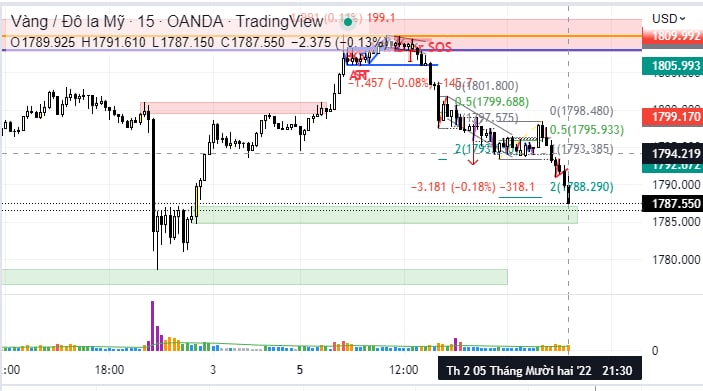 Vàng / Đô la Mỹ · 15 · OANDA · TradingView
USD
O1789.925 H1791.610 L1787.150 C1787.550 −2.375 (−0.13%)
199.1
SOS
1809.992
1805.993
−1.457 (−0.08%) −145.7
0(1801.800)
0.5(1799.688)
0(1798.480)
1799.170
0.5(1795.933)
1(1793.385)
1794.219
1790.000
−3.181 (−0.18%) −318.1
2(1788.290)
1787.550
1785.000
1780.000
0
18:00
3
5
12:00
Th 2 05 Tháng Mười hai '22 21:30